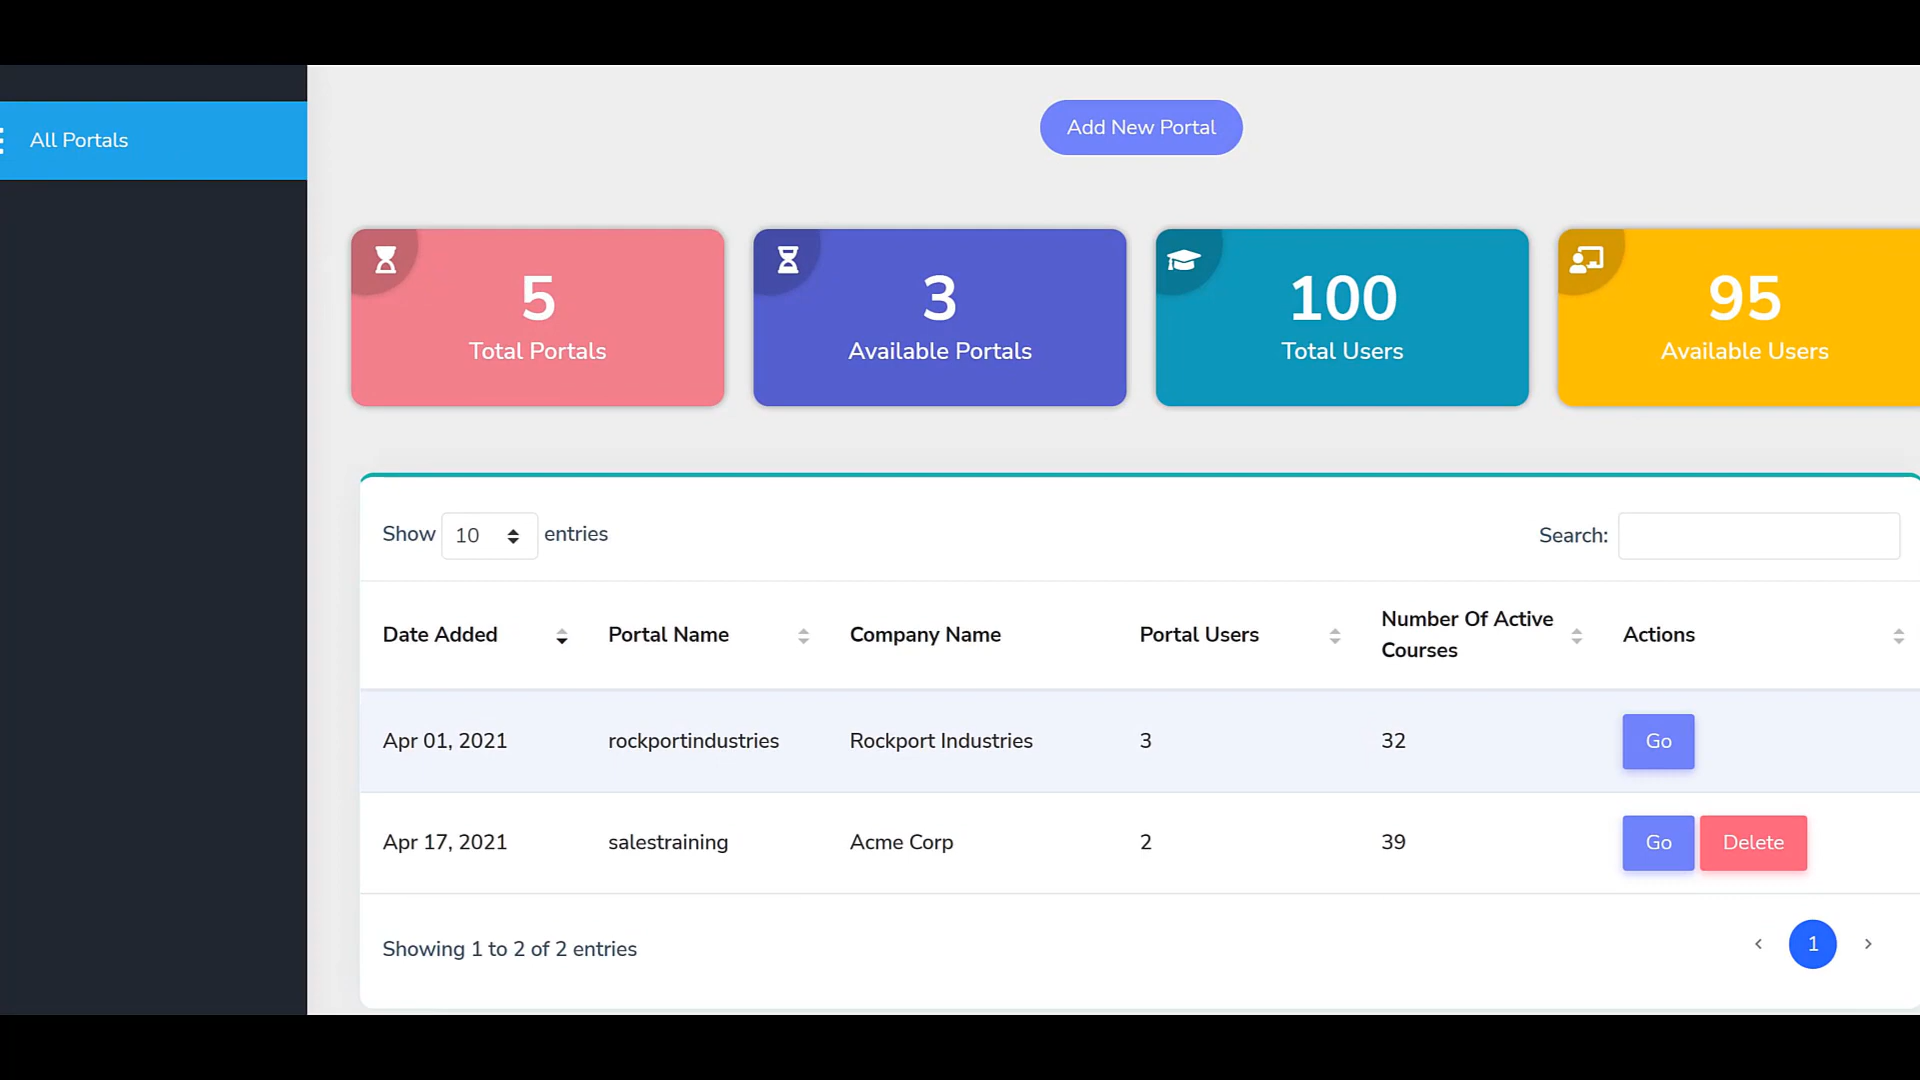 All Portals
Add New Portal
5
Total Portals
3
Available Portals
100
Total Users
95
Available Users
Show 10 entries
Search:
Date Added Portal Name Company Name Portal Users Number Of Active Courses Actions
Apr 01, 2021 rockportindustries Rockport Industries 3 32 Go
Apr 17, 2021 salestraining Acme Corp 2 39 Go Delete
Showing 1 to 2 of 2 entries
1